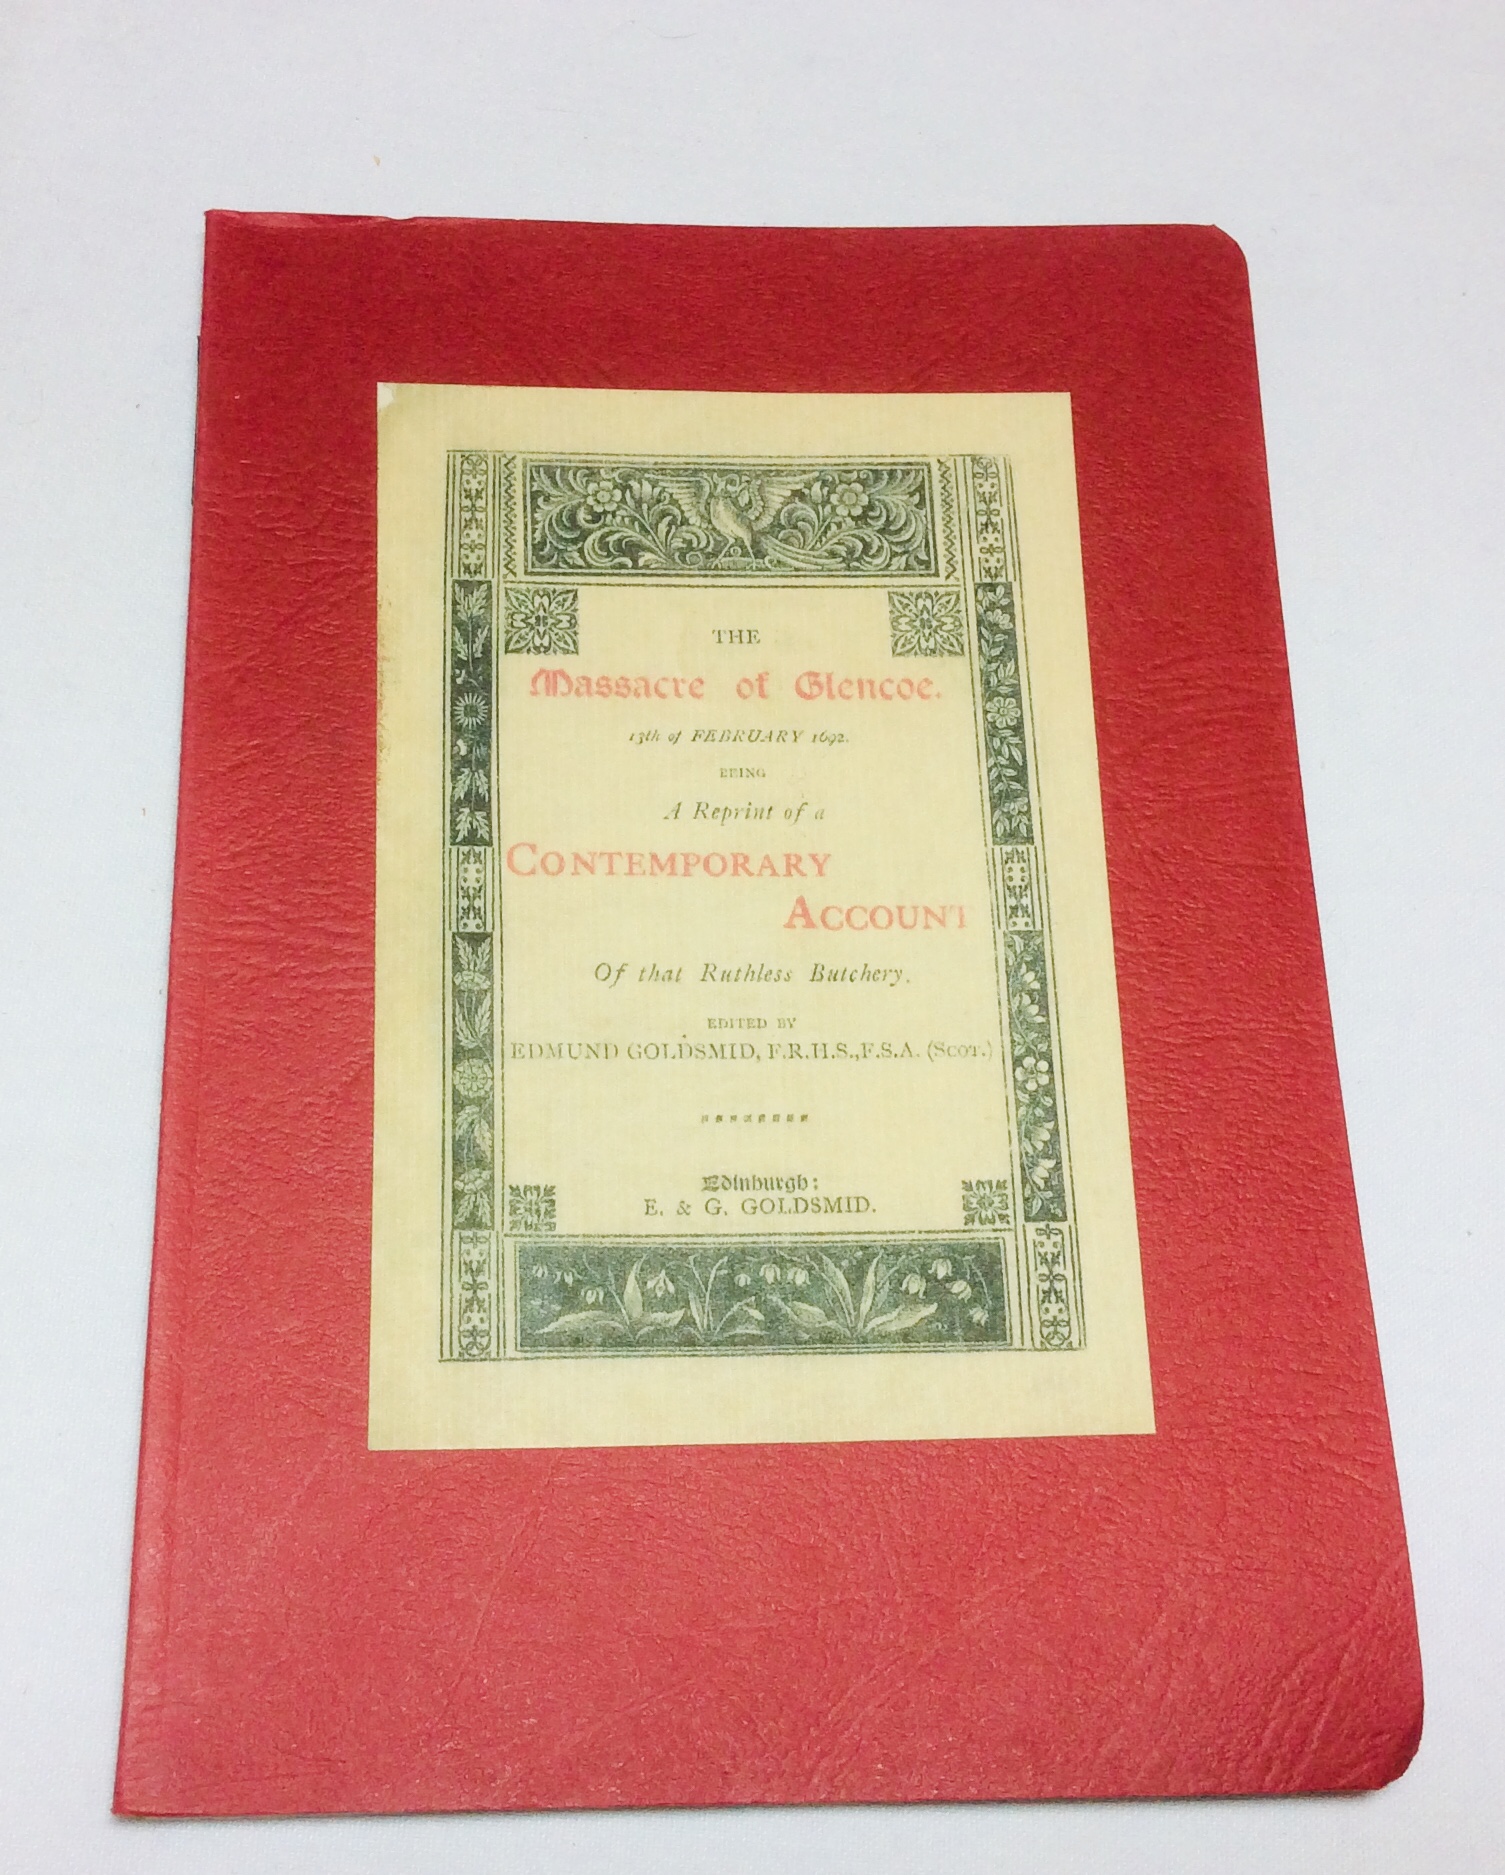 THE
Massacre of Glencoe.
13th of FEBRUARY 1692.
BEING
A Reprint of a
CONTEMPORARY
ACCOUNT
Of that Ruthless Butchery.
EDITED BY
EDMUND GOLDSMID, F.R.H.S., F.S.A. (SCOT.)
Edinburgh:
E. & G. GOLDSMID.